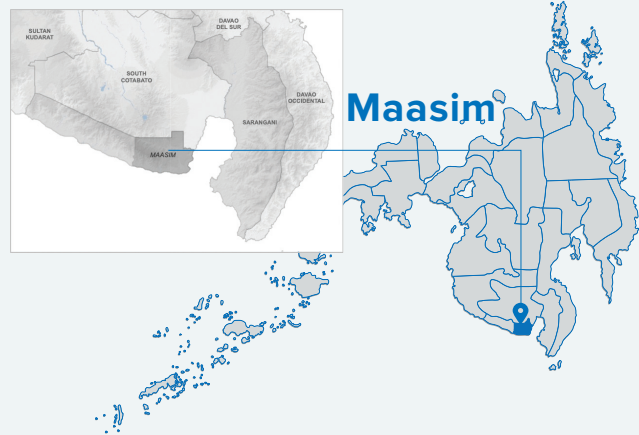 DAVAO
DEL SUR
SULTAN
KUDARAT
SOUTH
COTABATO
DAVAO
OCCIDENTAL
SARANGANI
MAASIM
Maasim